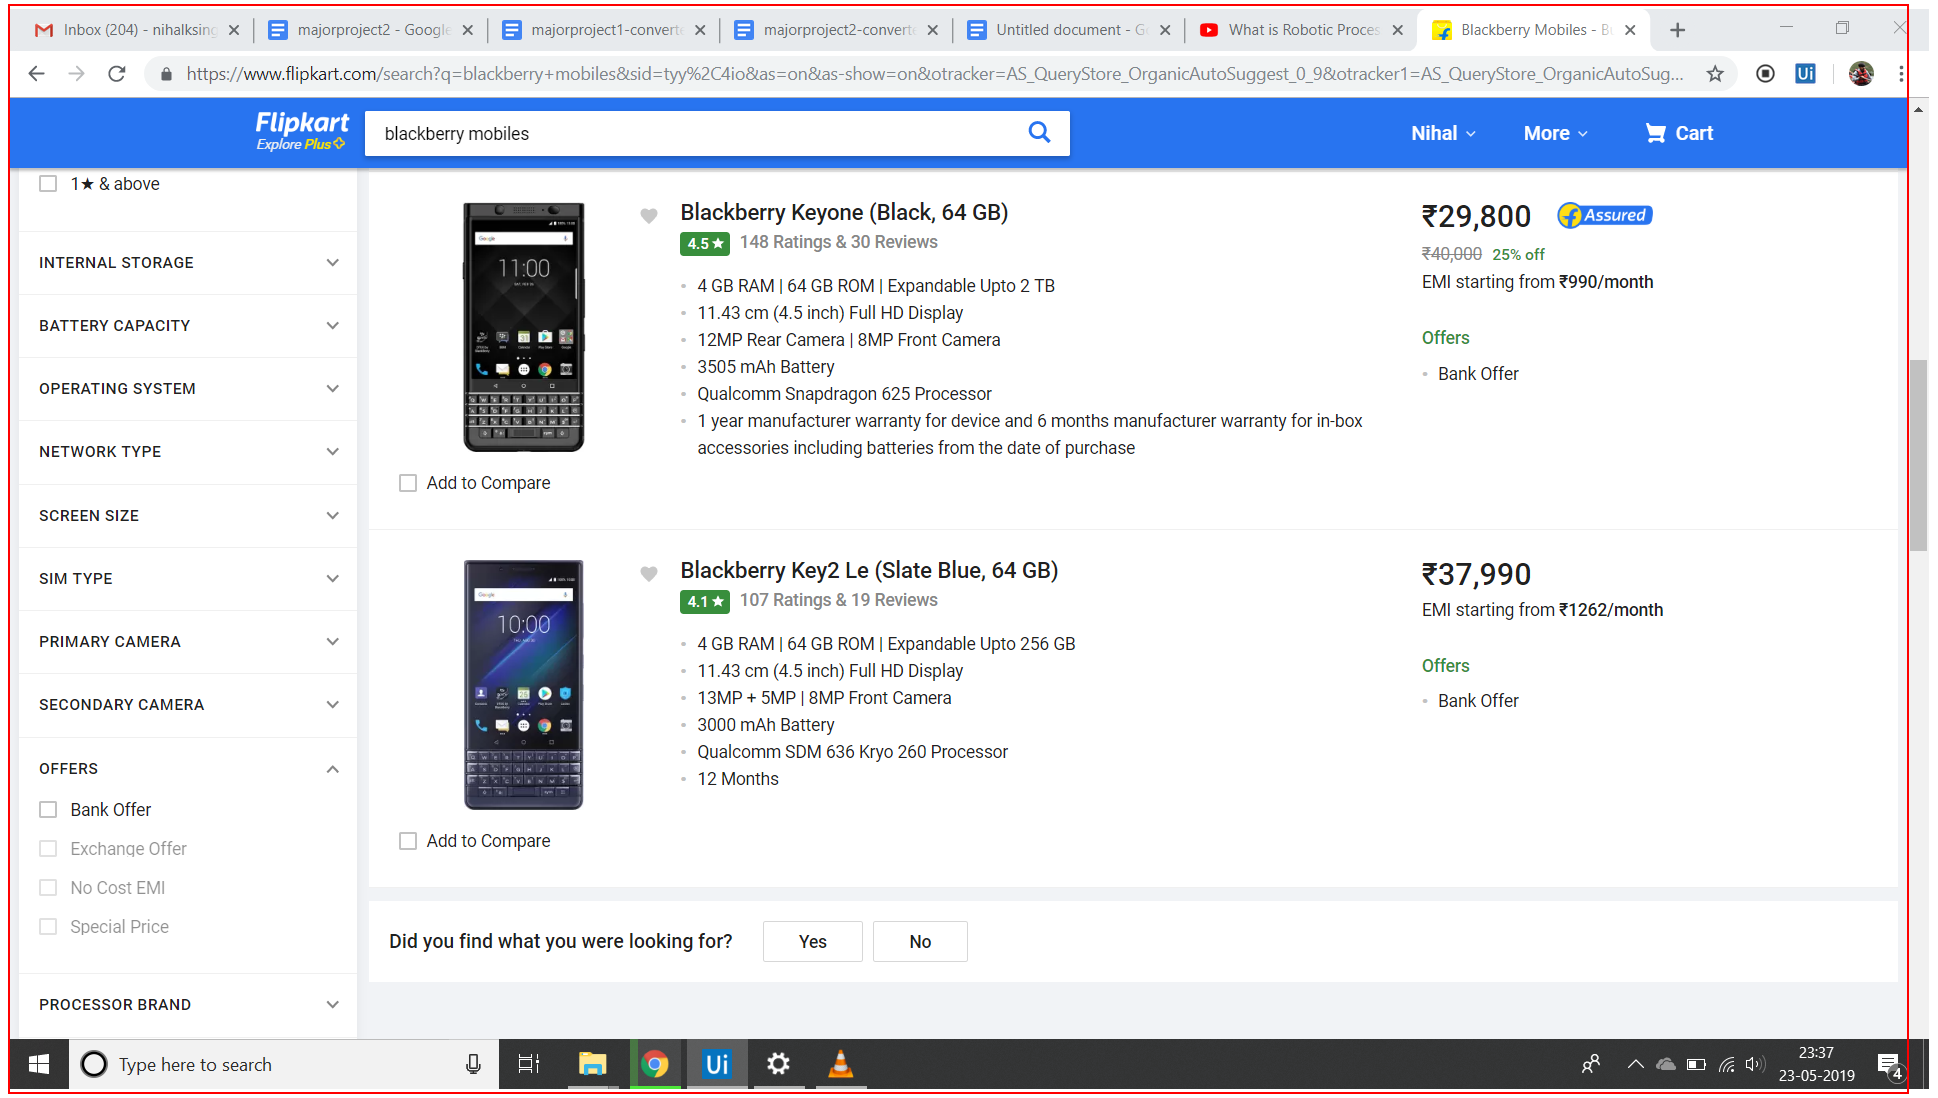 Inbox (204) - nihalksing
majorproject2 - Google
majorproject1-converte
majorproject2-converte
Untitled document - G
What is Robotic Proces
Blackberry Mobiles - B
https://www.flipkart.com/search?q=blackberry+mobiles&sid=tyy%2C4io&as=on&as-show=on&otracker=AS_QueryStore_OrganicAutoSuggest_0_9&otracker1=AS_QueryStore_OrganicAutoSug...
Ui
Flipkart
Explore Plus
blackberry mobiles
Nihal
More
Cart
1★ & above
INTERNAL STORAGE
BATTERY CAPACITY
OPERATING SYSTEM
NETWORK TYPE
SCREEN SIZE
SIM TYPE
PRIMARY CAMERA
SECONDARY CAMERA
OFFERS
Bank Offer
Exchange Offer
No Cost EMI
Special Price
PROCESSOR BRAND
Google
11:00
Blackberry Keyone (Black, 64 GB)
4.5★ 148 Ratings & 30 Reviews
4 GB RAM | 64 GB ROM | Expandable Upto 2 TB
11.43 cm (4.5 inch) Full HD Display
12MP Rear Camera | 8MP Front Camera
3505 mAh Battery
Qualcomm Snapdragon 625 Processor
1 year manufacturer warranty for device and 6 months manufacturer warranty for in-box
accessories including batteries from the date of purchase
Add to Compare
₹29,800
Assured
₹40,000 25% off
EMI starting from ₹990/month
Offers
Bank Offer
Google
10:00
Blackberry Key2 Le (Slate Blue, 64 GB)
4.1★ 107 Ratings & 19 Reviews
4 GB RAM | 64 GB ROM | Expandable Upto 256 GB
11.43 cm (4.5 inch) Full HD Display
13MP + 5MP | 8MP Front Camera
3000 mAh Battery
Qualcomm SDM 636 Kryo 260 Processor
12 Months
Add to Compare
₹37,990
EMI starting from ₹1262/month
Offers
Bank Offer
Did you find what you were looking for?
Yes
No
Type here to search
Ui
23:37
23-05-2019
4